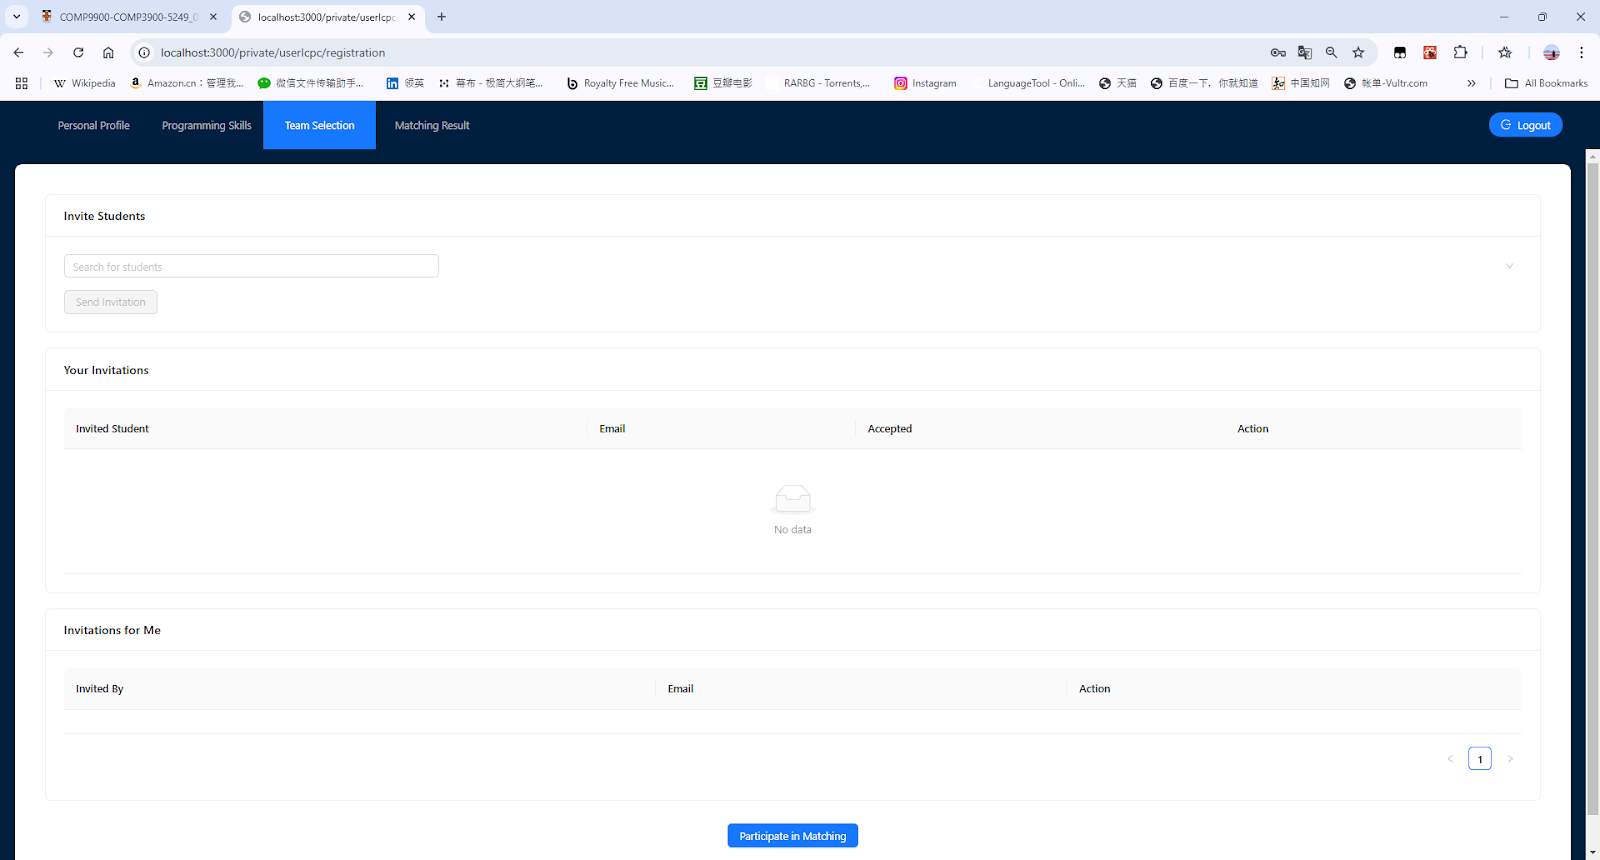 COMP9900-COMP3900-5249_0
localhost:3000/private/userIcpc
localhost:3000/private/userIcpc/registration
Wikipedia
Amazon.cn：管理我...
微信文件传输助手...
领英
幕布 - 极简大纲笔...
Royalty Free Music...
豆瓣电影
RARBG - Torrents,...
Instagram
LanguageTool - Onli...
天猫
百度一下，你就知道
中国知网
帐单-Vultr.com
All Bookmarks
Personal Profile
Programming Skills
Team Selection
Matching Result
Logout
Invite Students
Search for students
Send Invitation
Your Invitations
Invited Student
Email
Accepted
Action
No data
Invitations for Me
Invited By
Email
Action
1
Participate in Matching